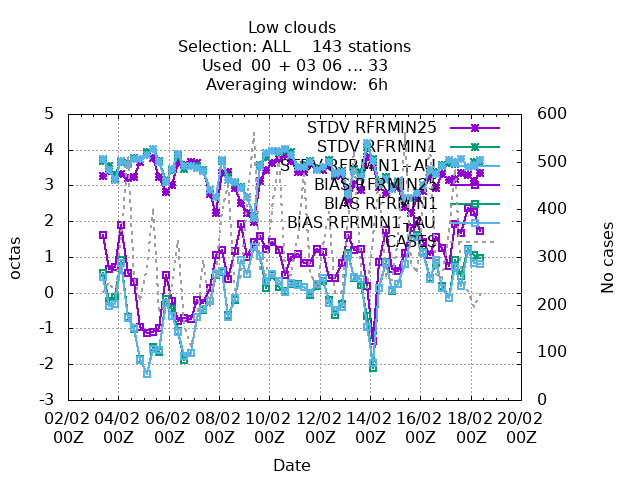 Low clouds
Selection: ALL    143 stations
Used  00 + 03 06 ... 33
Averaging window:  6h
5
4
3
2
1
0
-1
-2
-3
octas
600
500
400
300
200
100
0
No cases
STDV RFRMIN25
STDV RFRMIN1
STDV RFRMIN1+AU
BIAS RFRMIN25
BIAS RFRMIN1
BIAS RFRMIN1+AU
CASES
02/02 04/02 06/02 08/02 10/02 12/02 14/02 16/02 18/02 20/02
00Z 00Z 00Z 00Z 00Z 00Z 00Z 00Z 00Z 00Z
Date